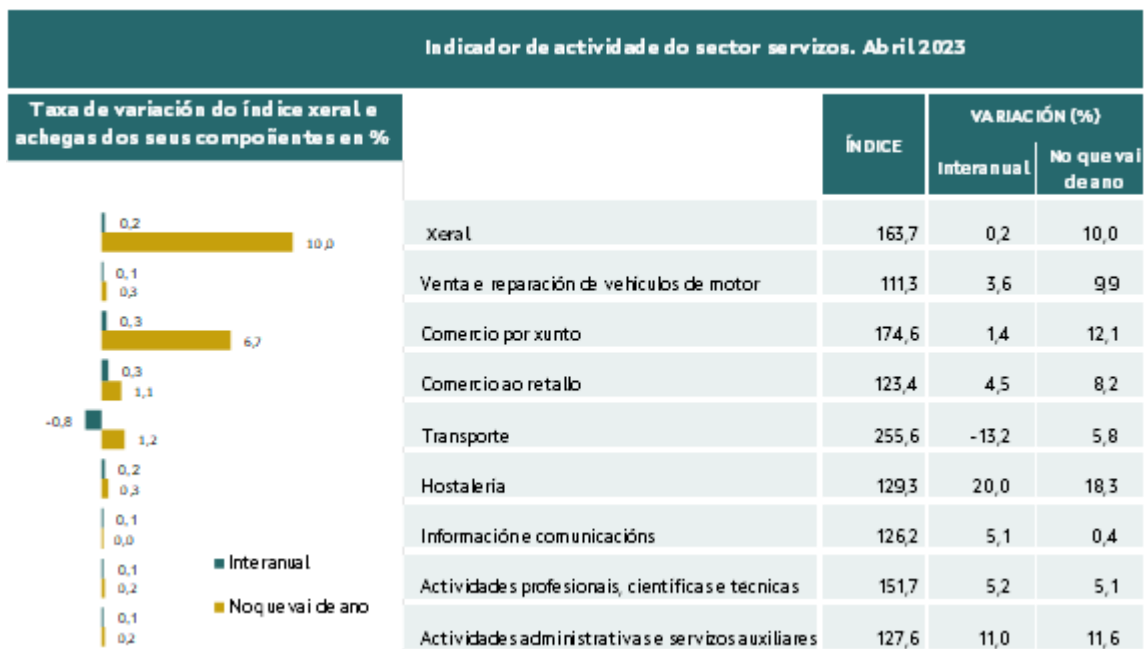 Indicador de actividade do sector servizos. Abril 2023
Taxa de variación do índice xeral e
achegas dos seus compoñentes en %
ÍNDICE
VARIACIÓN (%)
Interanual
No que vai
de ano
0,2
10,0
Xeral 163,7 0,2 10,0
0,1
0,3
Venta e reparación de vehículos de motor 111,3 3,6 9,9
0,3
6,7
Comercio por xunto 174,6 1,4 12,1
0,3
1,1
Comercio ao retallo 123,4 4,5 8,2
-0,8
1,2
Transporte 255,6 -13,2 5,8
0,2
0,3
Hostalería 129,3 20,0 18,3
0,1
0,0
Información e comunicacións 126,2 5,1 0,4
Interanual
0,1
0,2
Actividades profesionais, científicas e técnicas 151,7 5,2 5,1
No que vai de ano
0,1
0,2
Actividades administrativas e servizos auxiliares 127,6 11,0 11,6